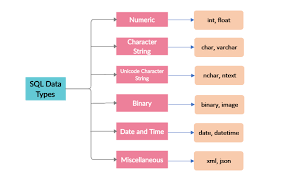 SQL Data
Types
Numeric
int, float
Character
String
char, varchar
Unicode Character
String
nchar, ntext
Binary
binary, image
Date and Time
date, datetime
Miscellaneous
xml, json